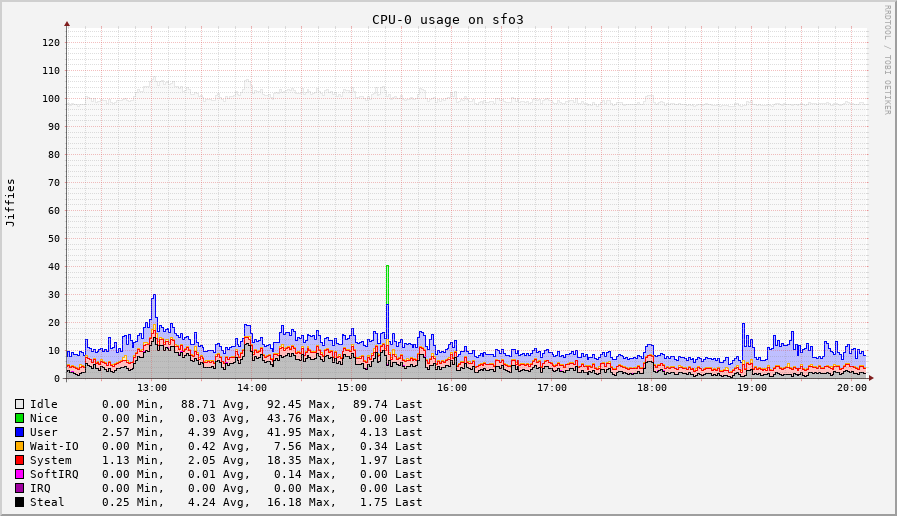 CPU-0 usage on sfo3
RRDTOOL / TOBI OETIKER
Jiffies
120
110
100
90
80
70
60
50
40
30
20
10
0
13:00 14:00 15:00 16:00 17:00 18:00 19:00 20:00
Idle 0.00 Min, 88.71 Avg, 92.45 Max, 89.74 Last
Nice 0.00 Min, 0.03 Avg, 43.76 Max, 0.00 Last
User 2.57 Min, 4.39 Avg, 41.95 Max, 4.13 Last
Wait-IO 0.00 Min, 0.42 Avg, 7.56 Max, 0.34 Last
System 1.13 Min, 2.05 Avg, 18.35 Max, 1.97 Last
SoftIRQ 0.00 Min, 0.01 Avg, 0.14 Max, 0.00 Last
IRQ 0.00 Min, 0.00 Avg, 0.00 Max, 0.00 Last
Steal 0.25 Min, 4.24 Avg, 16.18 Max, 1.75 Last